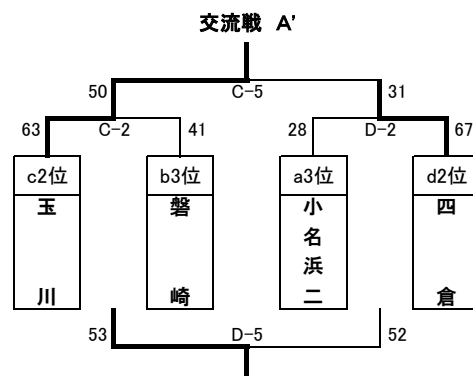 交流戦 A'
50 C-5 31
63 C-2 41 28 D-2 67
c2位 b3位 a3位 d2位
玉川 磐崎 小名浜二 四倉
53 D-5 52